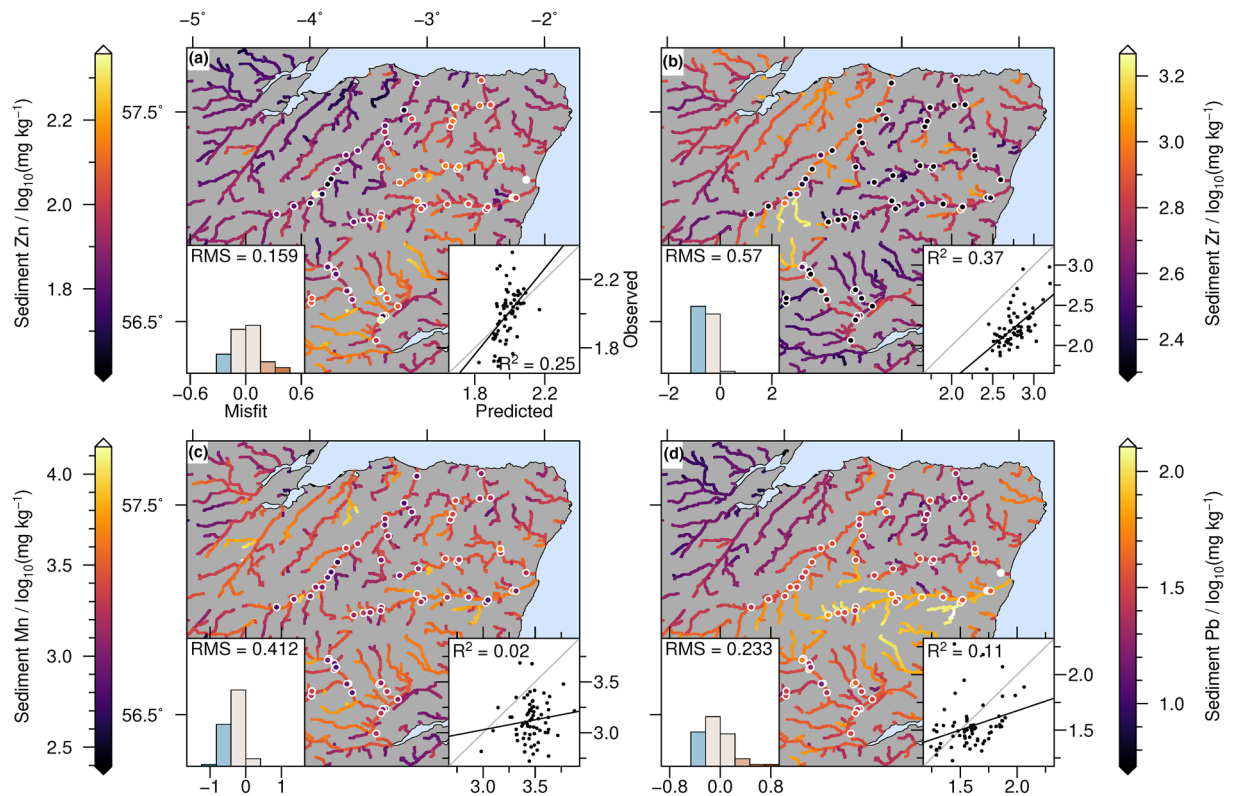 −5° −4° −3° −2°
(a)
57.5°
56.5°
Sediment Zn / log10(mg kg−1)
2.2
2.0
1.8
RMS = 0.159
−0.6 0.0 0.6
Misfit
R2 = 0.25
2.2
1.8
Observed
1.8 2.2
Predicted
(b)
RMS = 0.57
−2 0 2
R2 = 0.37
3.0
2.5
2.0
2.0 2.5 3.0
3.2
3.0
2.8
2.6
2.4
Sediment Zr / log10(mg kg−1)
(c)
57.5°
56.5°
Sediment Mn / log10(mg kg−1)
4.0
3.5
3.0
2.5
RMS = 0.412
−1 0 1
R2 = 0.02
3.5
3.0
3.0 3.5
(d)
RMS = 0.233
−0.8 0.0 0.8
R2 = 0.11
2.0
1.5
1.5 2.0
2.0
1.5
1.0
Sediment Pb / log10(mg kg−1)